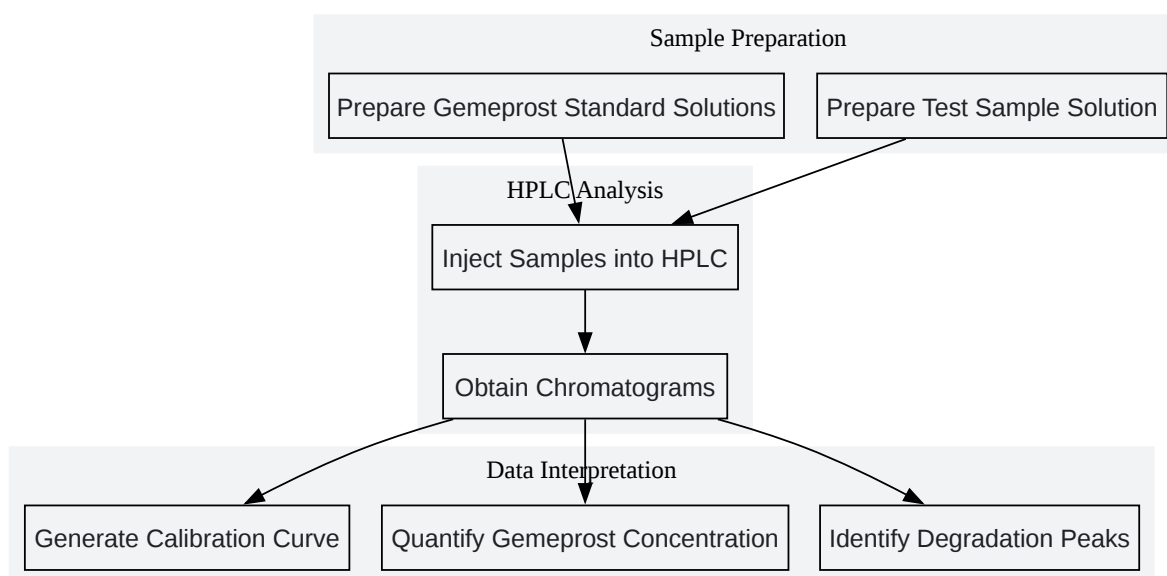 Sample Preparation
Prepare Gemeprost Standard Solutions
Prepare Test Sample Solution
HPLC Analysis
Inject Samples into HPLC
Obtain Chromatograms
Data Interpretation
Generate Calibration Curve
Quantify Gemeprost Concentration
Identify Degradation Peaks